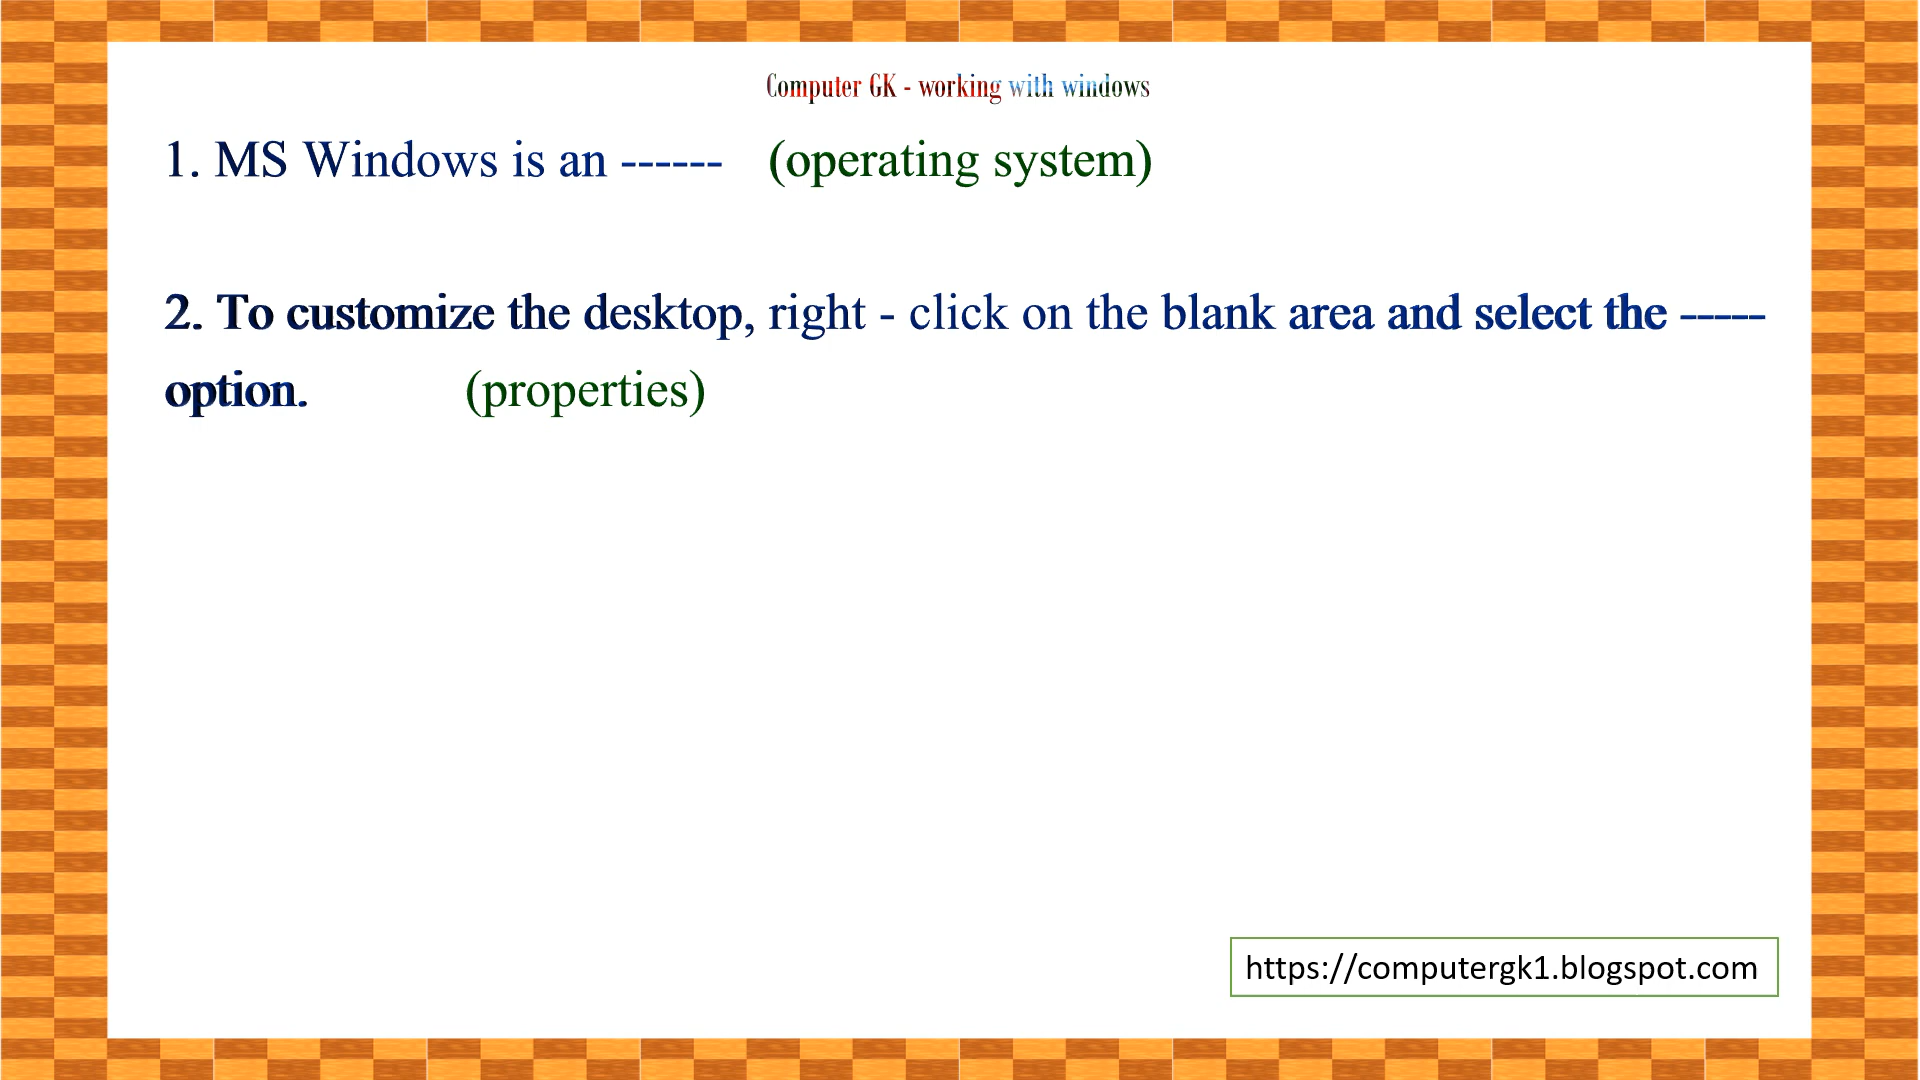 Computer GK - working with windows
1. MS Windows is an ------ (operating system)
2. To customize the desktop, right - click on the blank area and select the -----
option. (properties)
https://computergk1.blogspot.com